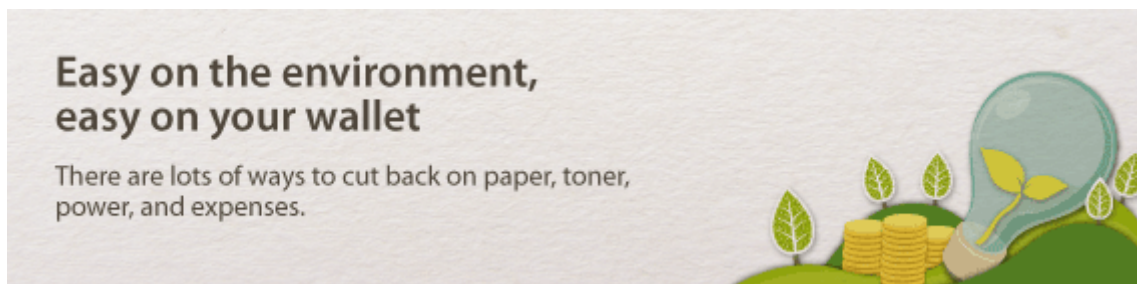 Easy on the environment,
easy on your wallet
There are lots of ways to cut back on paper, toner,
power, and expenses.